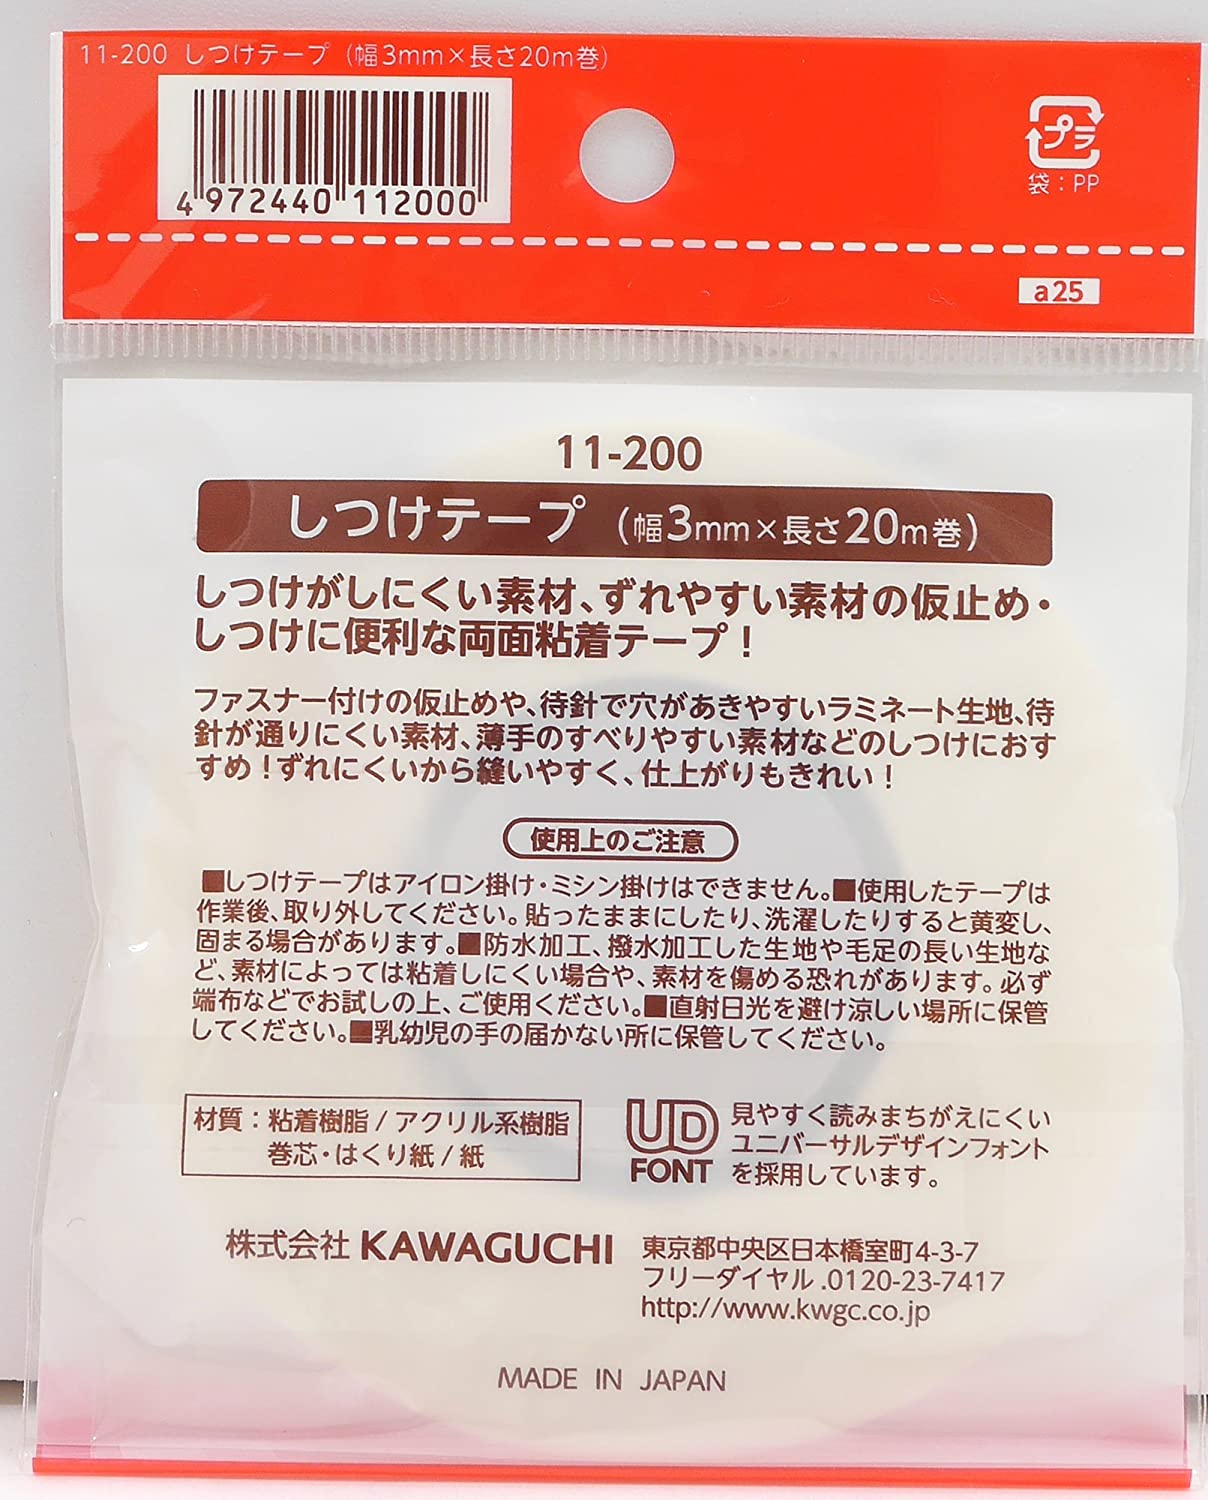 11-200 しつけテープ（幅3mm×長さ20m巻）
4 972440 112000
プラ
袋：PP
a25
11-200
しつけテープ（幅3mm×長さ20m巻）
しつけがしにくい素材、ずれやすい素材の仮止め・
しつけに便利な両面粘着テープ！
ファスナー付けの仮止めや、待針で穴があきやすいラミネート生地、待
針が通りにくい素材、薄手のすべりやすい素材などのしつけにおす
すめ！ずれにくいから縫いやすく、仕上がりもきれい！
使用上のご注意
■しつけテープはアイロン掛け・ミシン掛けはできません。■使用したテープは
作業後、取り外してください。貼ったままにしたり、洗濯したりすると黄変し、
固まる場合があります。■防水加工、撥水加工した生地や毛足の長い生地な
ど、素材によっては粘着しにくい場合や、素材を傷める恐れがあります。必ず
端布などでお試しの上、ご使用ください。■直射日光を避け涼しい場所に保管
してください。■乳幼児の手の届かない所に保管してください。
材質：粘着樹脂/アクリル系樹脂
巻芯・はくり紙/紙
UD
FONT
見やすく読みまちがえにくい
ユニバーサルデザインフォント
を採用しています。
株式会社 KAWAGUCHI
東京都中央区日本橋室町4-3-7
フリーダイヤル.0120-23-7417
http://www.kwgc.co.jp
MADE IN JAPAN